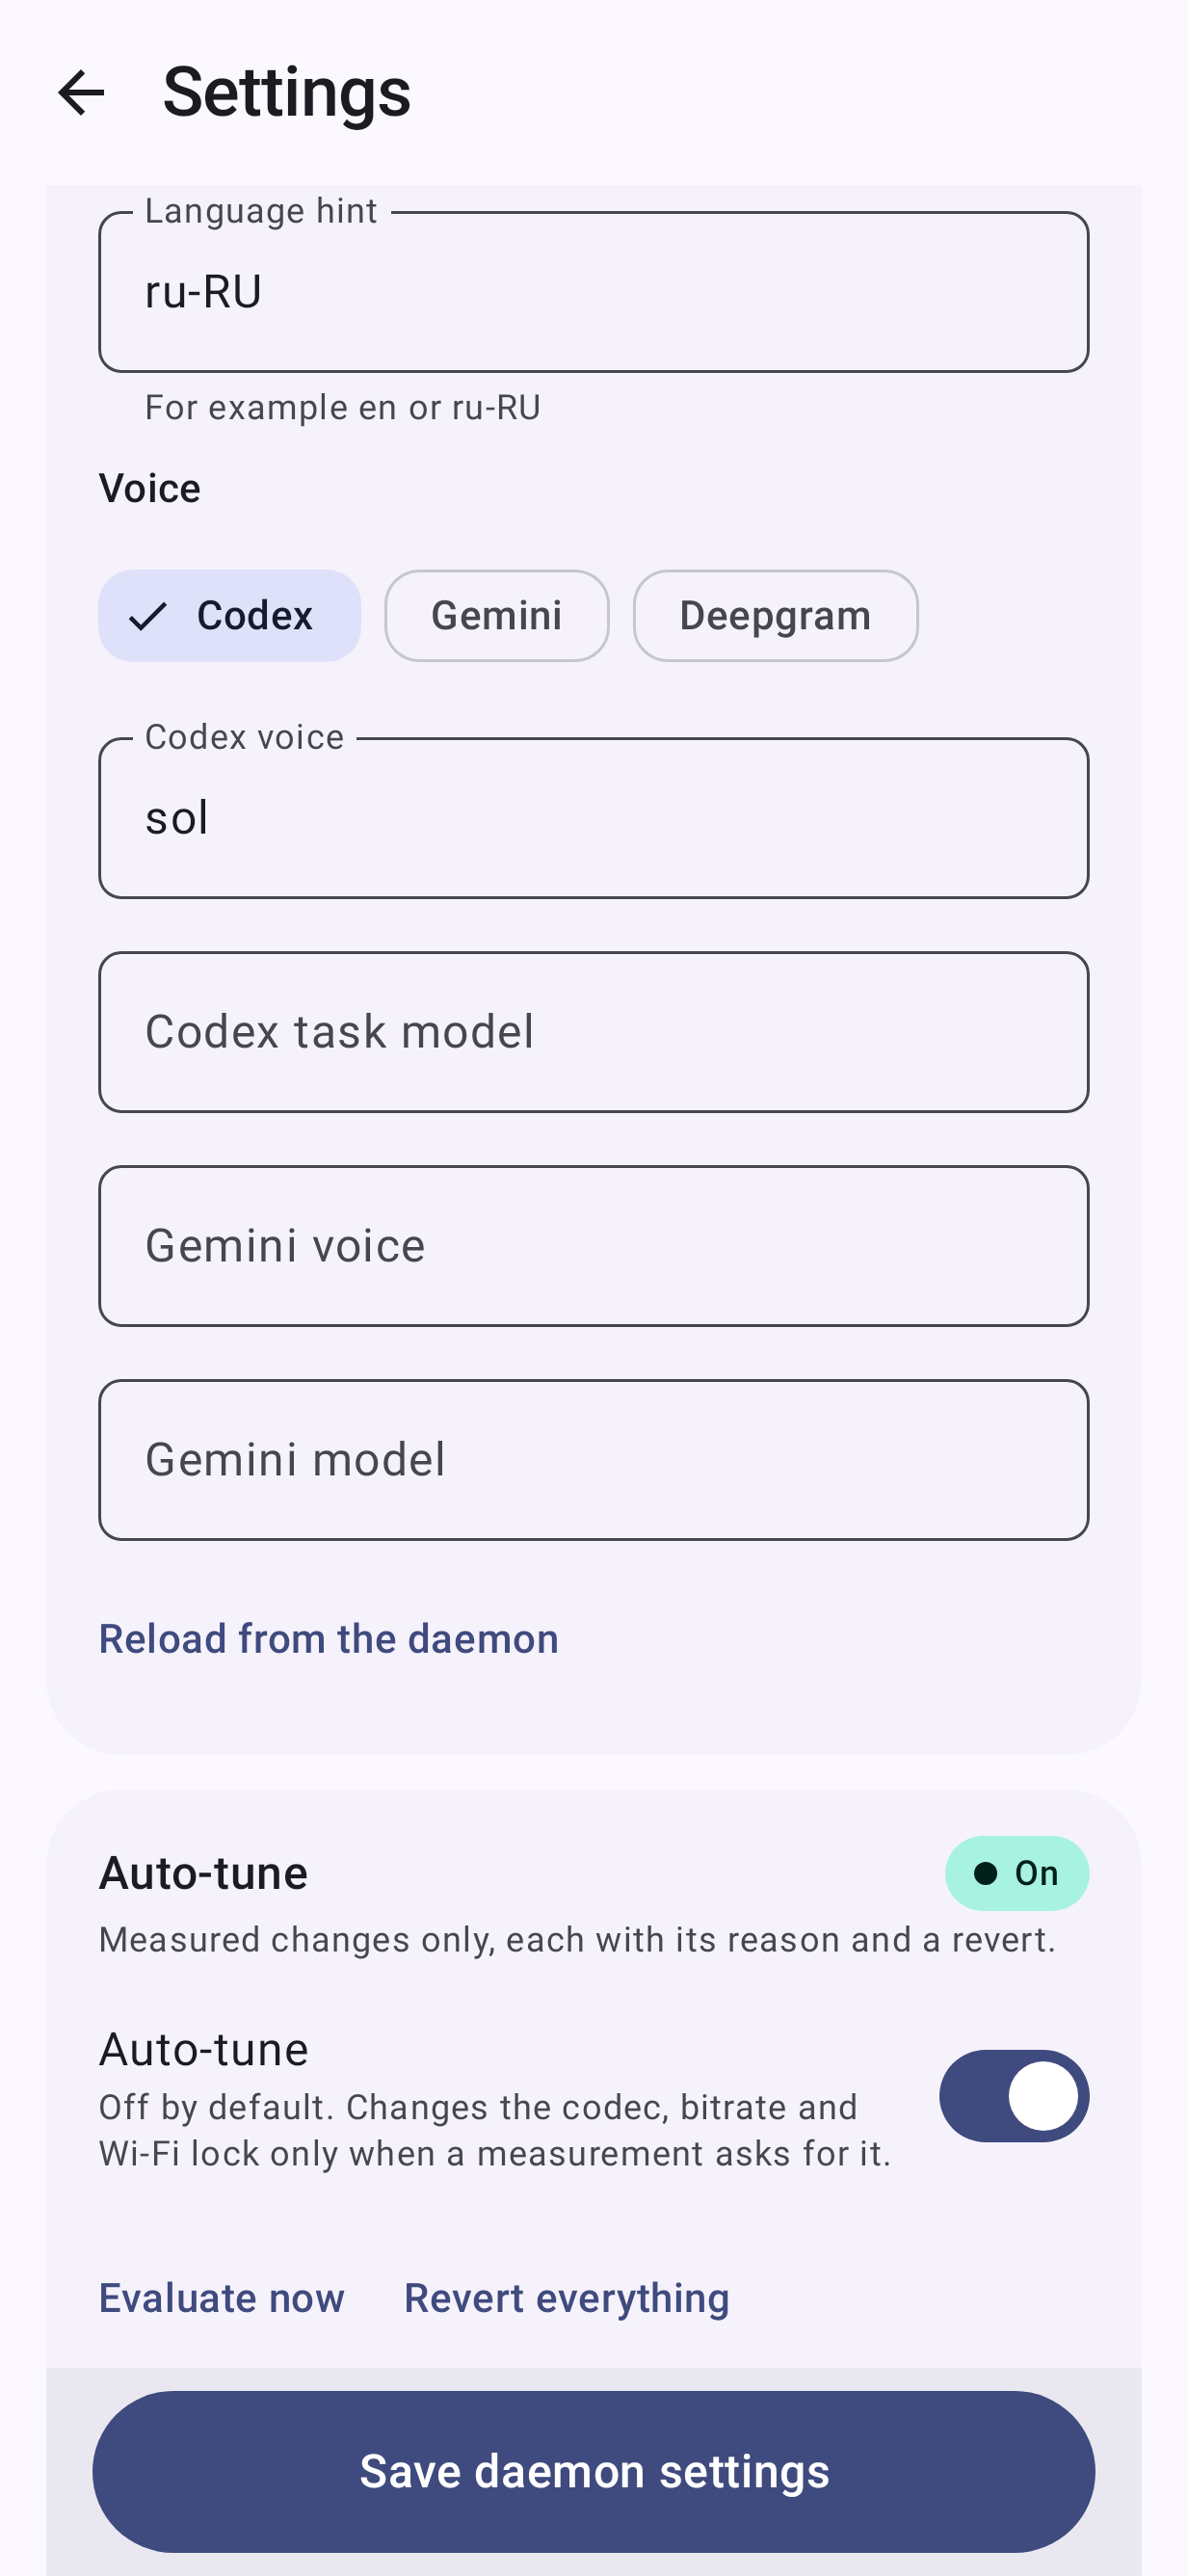 Settings
Language hint
ru-RU
For example en or ru-RU
Voice
Codex Gemini Deepgram
Codex voice
sol
Codex task model
Gemini voice
Gemini model
Reload from the daemon
Auto-tune On
Measured changes only, each with its reason and a revert.
Auto-tune
Off by default. Changes the codec, bitrate and
Wi-Fi lock only when a measurement asks for it.
Evaluate now Revert everything
Save daemon settings